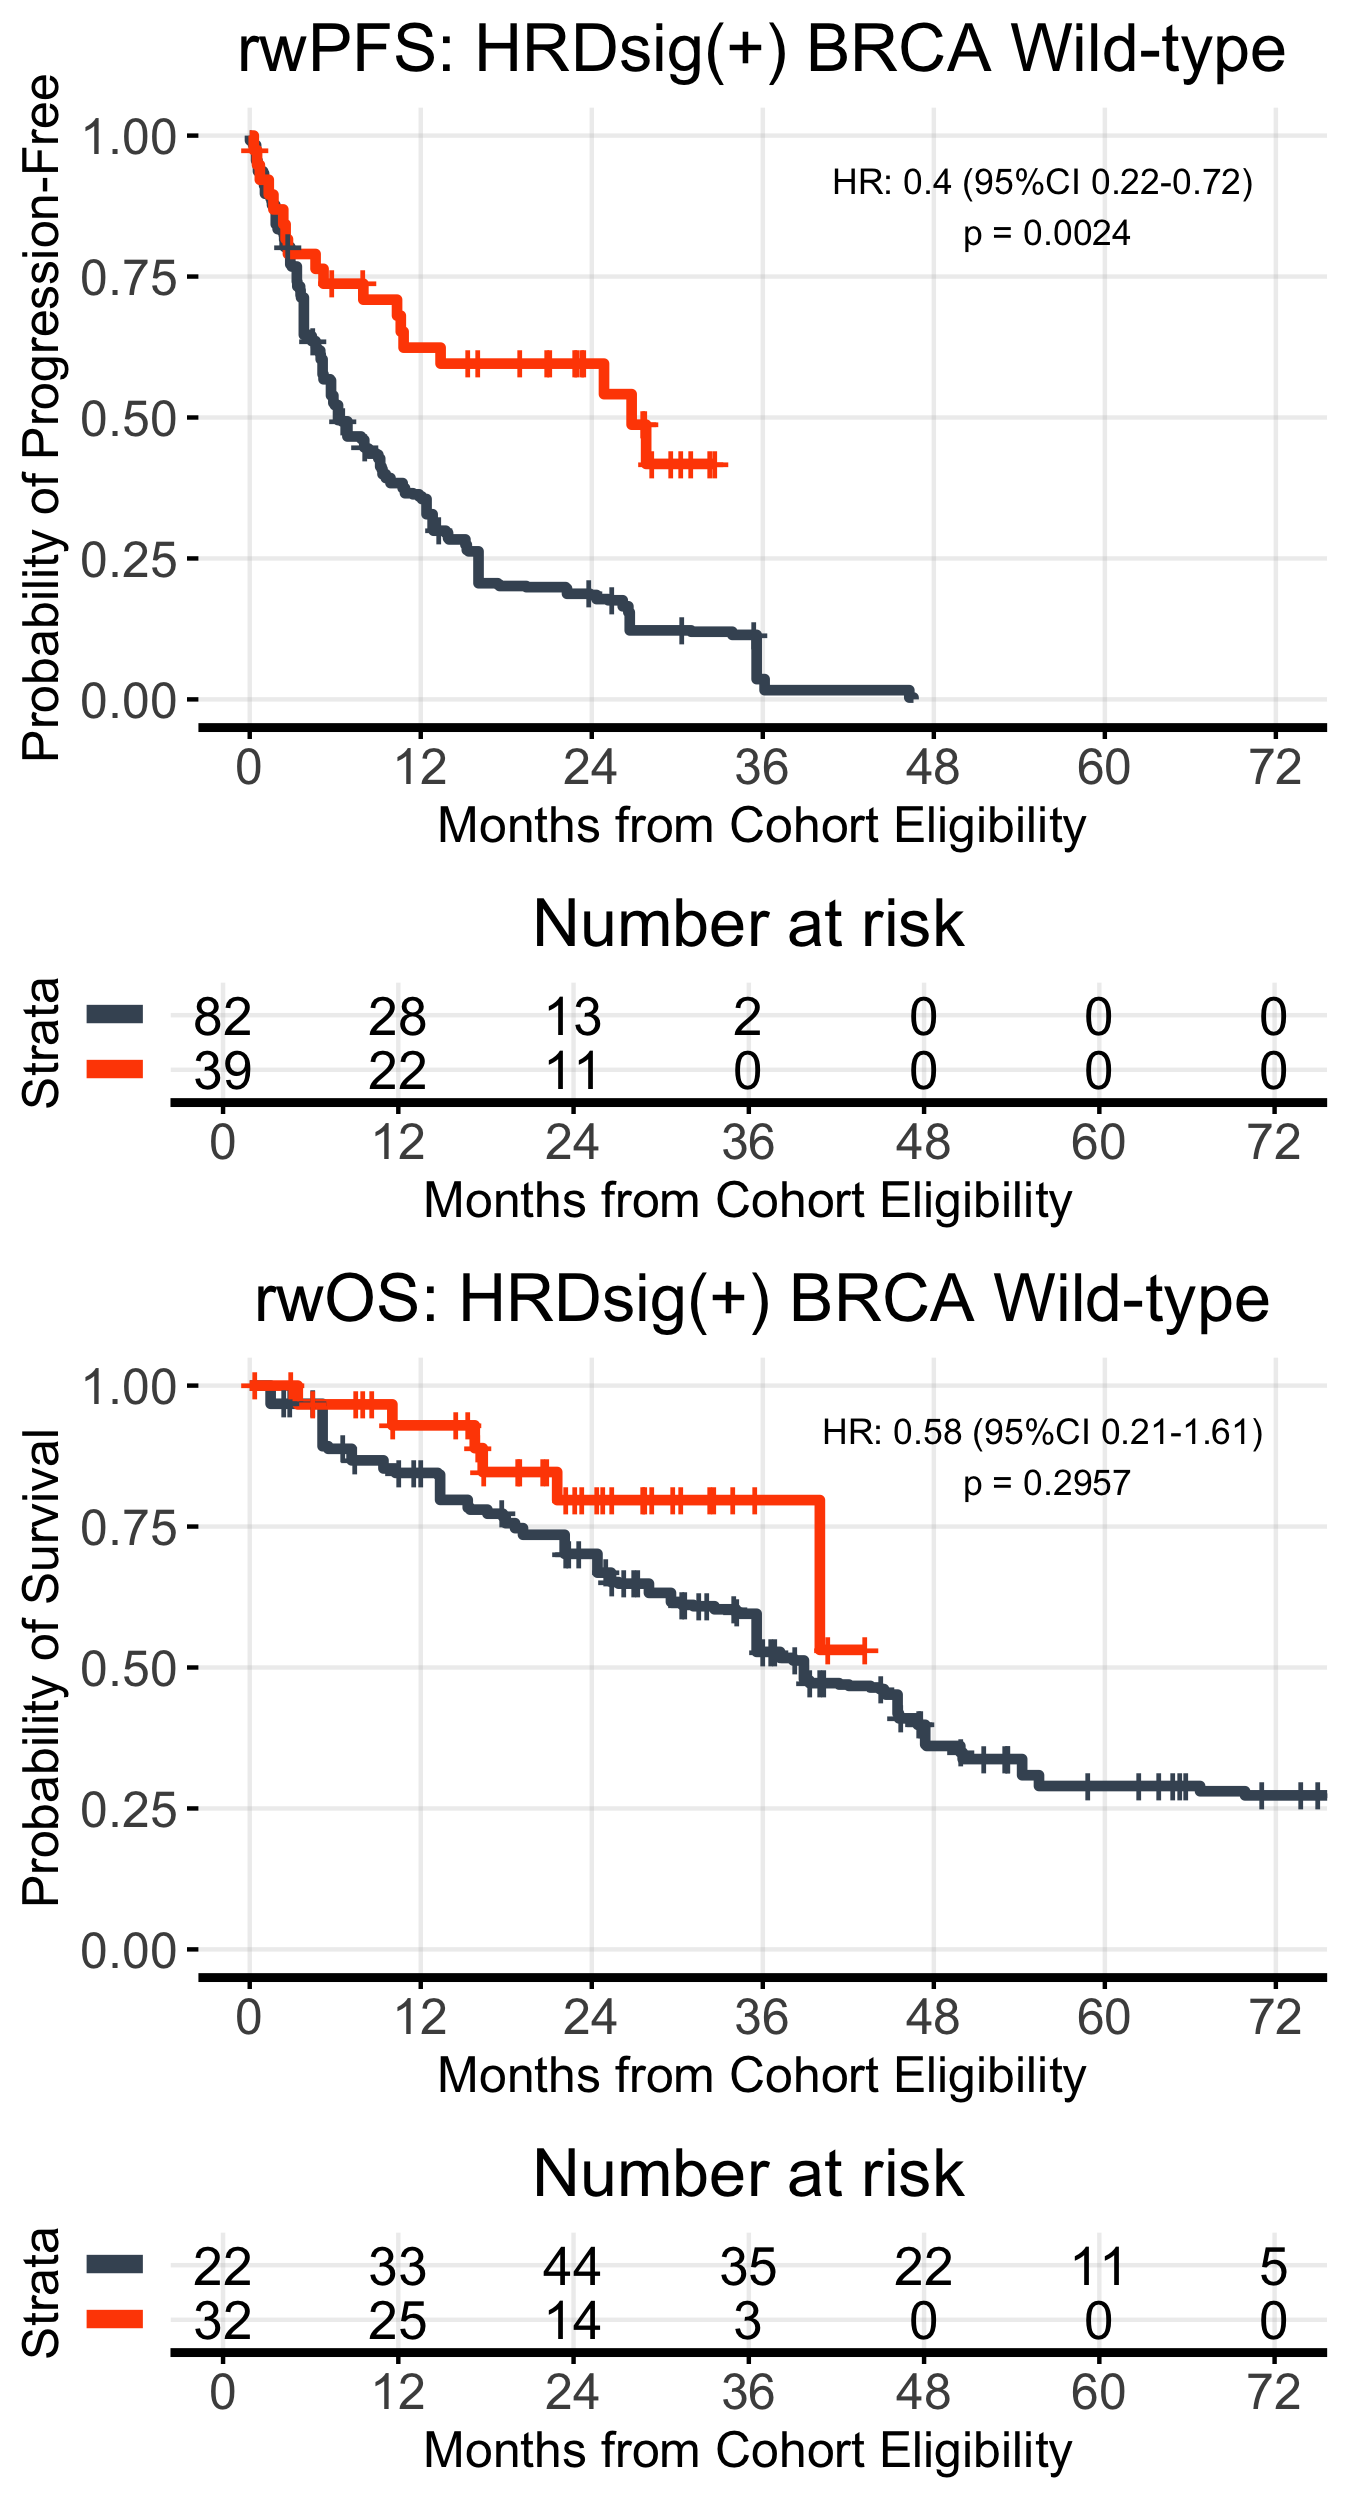 rwPFS: HRDsig(+) BRCA Wild-type
Probability of Progression-Free
1.00
0.75
0.50
0.25
0.00
HR: 0.4 (95%CI 0.22-0.72)
p = 0.0024
0 12 24 36 48 60 72
Months from Cohort Eligibility
Number at risk
Strata
82 28 13 2 0 0 0
39 22 11 0 0 0 0
0 12 24 36 48 60 72
Months from Cohort Eligibility
rwOS: HRDsig(+) BRCA Wild-type
Probability of Survival
1.00
0.75
0.50
0.25
0.00
HR: 0.58 (95%CI 0.21-1.61)
p = 0.2957
0 12 24 36 48 60 72
Months from Cohort Eligibility
Number at risk
Strata
22 33 44 35 22 11 5
32 25 14 3 0 0 0
0 12 24 36 48 60 72
Months from Cohort Eligibility